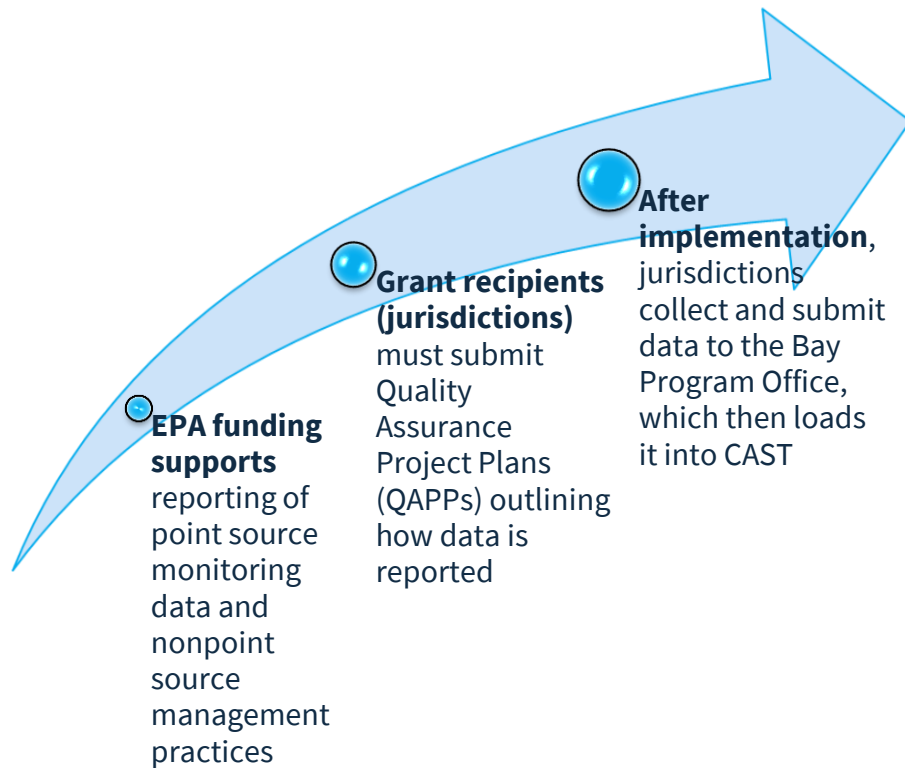 EPA funding
supports
reporting of
point source
monitoring
data and
nonpoint
source
management
practices
Grant recipients
(jurisdictions)
must submit
Quality
Assurance
Project Plans
(QAPPs) outlining
how data is
reported
After
implementation,
jurisdictions
collect and submit
data to the Bay
Program Office,
which then loads
it into CAST